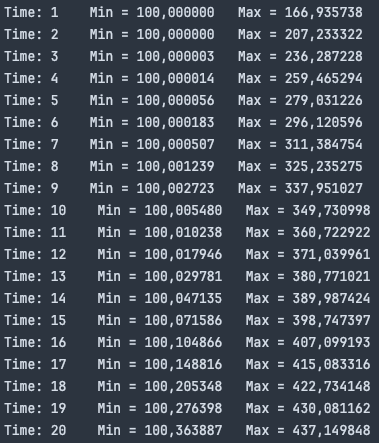 Time: 1    Min = 100,000000   Max = 166,935738
Time: 2    Min = 100,000000   Max = 207,233322
Time: 3    Min = 100,000003   Max = 236,287228
Time: 4    Min = 100,000014   Max = 259,465294
Time: 5    Min = 100,000056   Max = 279,031226
Time: 6    Min = 100,000183   Max = 296,120596
Time: 7    Min = 100,000507   Max = 311,384754
Time: 8    Min = 100,001239   Max = 325,235275
Time: 9    Min = 100,002723   Max = 337,951027
Time: 10    Min = 100,005480   Max = 349,730998
Time: 11    Min = 100,010238   Max = 360,722922
Time: 12    Min = 100,017946   Max = 371,039961
Time: 13    Min = 100,029781   Max = 380,771021
Time: 14    Min = 100,047135   Max = 389,987424
Time: 15    Min = 100,071586   Max = 398,747397
Time: 16    Min = 100,104866   Max = 407,099193
Time: 17    Min = 100,148816   Max = 415,083316
Time: 18    Min = 100,205348   Max = 422,734148
Time: 19    Min = 100,276398   Max = 430,081162
Time: 20    Min = 100,363887   Max = 437,149848